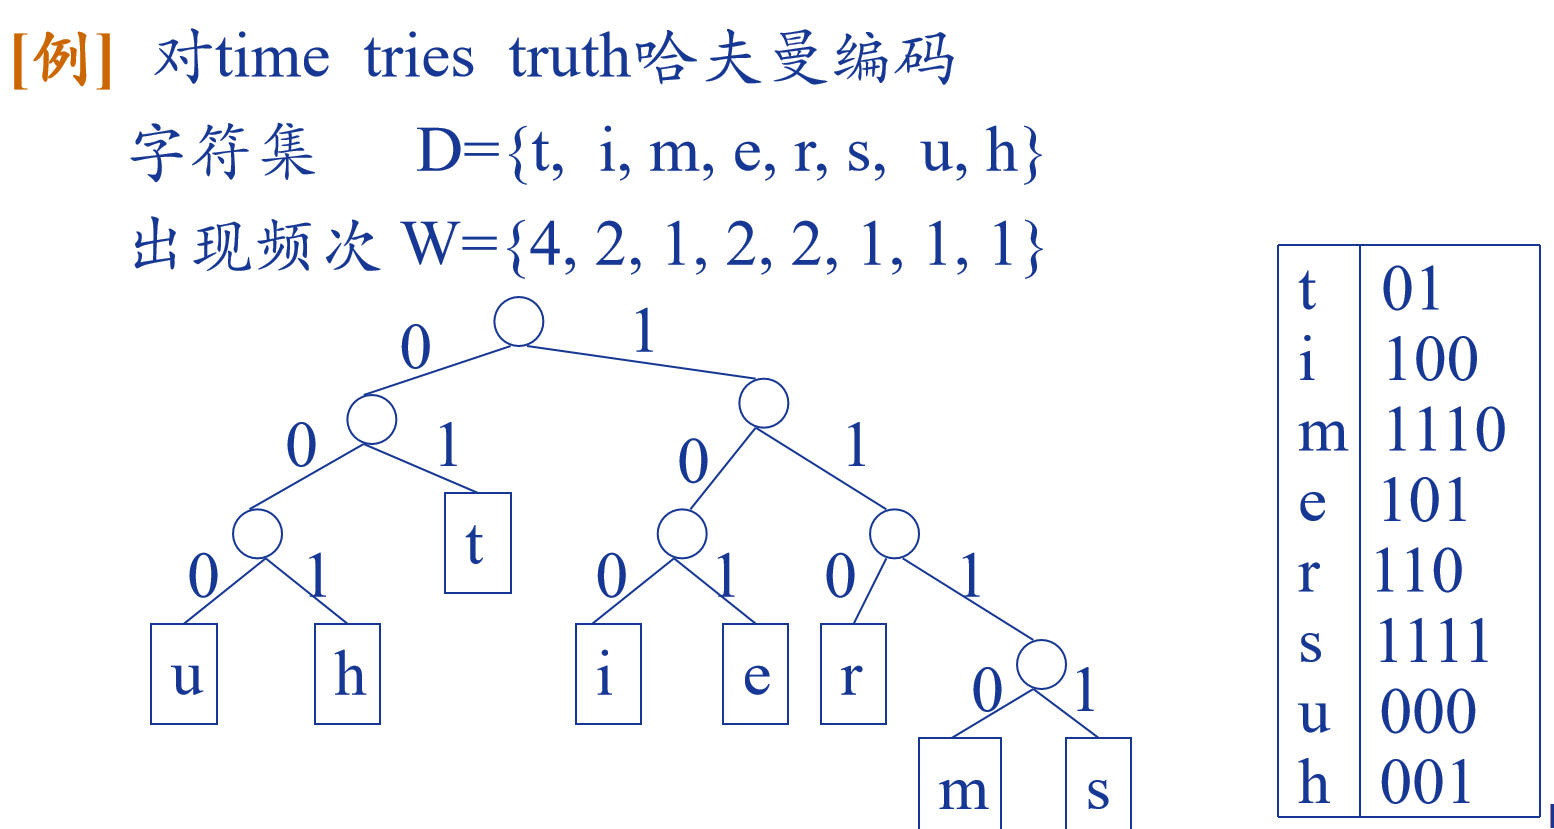 [例] 对time tries truth哈夫曼编码
字符集 D={t, i, m, e, r, s, u, h}
出现频次 W={4, 2, 1, 2, 2, 1, 1, 1}
0 1
0 1 0 1
t
0 1 0 1 0 1
u h i e r
0 1
m s
t 01
i 100
m 1110
e 101
r 110
s 1111
u 000
h 001